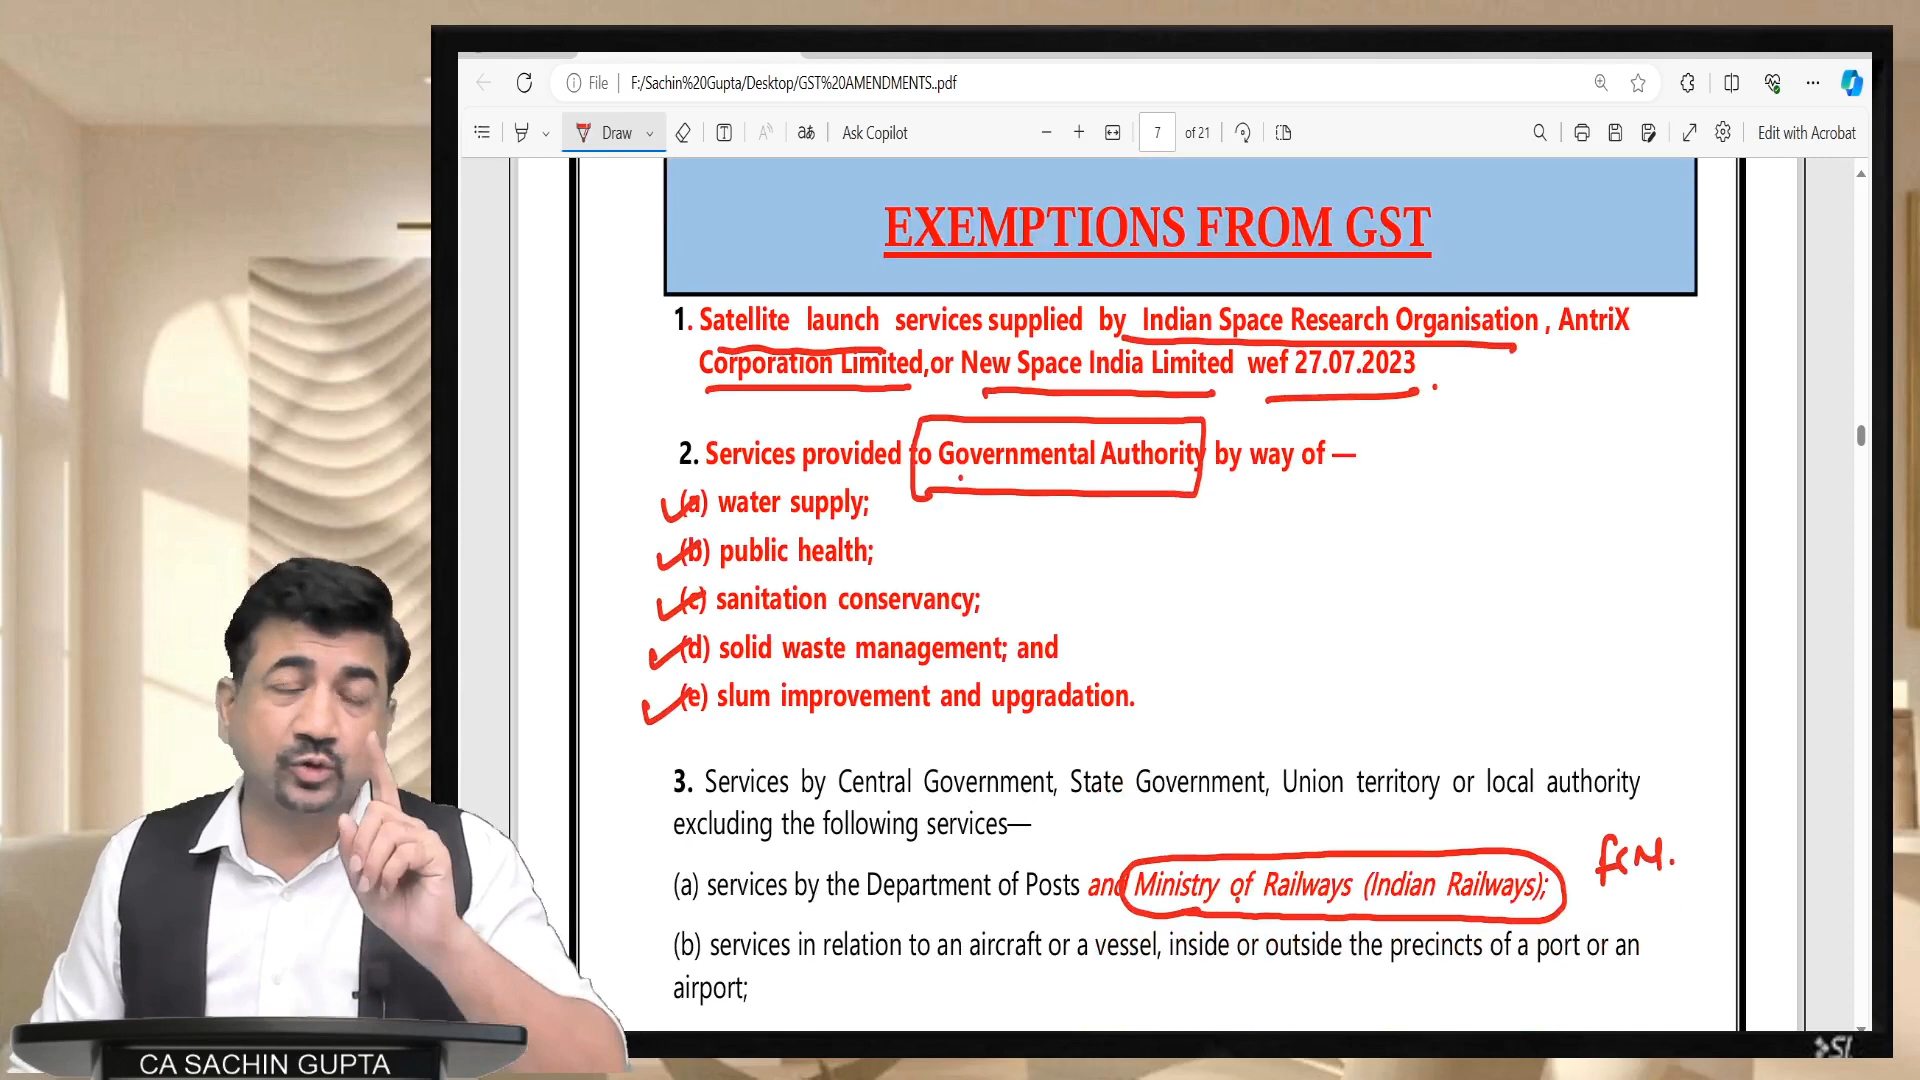 File
F:/Sachin%20Gupta/Desktop/GST%20AMENDMENTS..pdf
Draw
Ask Copilot
7 of 21
Edit with Acrobat
EXEMPTIONS FROM GST
1. Satellite launch services supplied by Indian Space Research Organisation , AntriX
Corporation Limited,or New Space India Limited wef 27.07.2023
2. Services provided to Governmental Authority by way of —
(a) water supply;
(b) public health;
(c) sanitation conservancy;
(d) solid waste management; and
(e) slum improvement and upgradation.
3. Services by Central Government, State Government, Union territory or local authority
excluding the following services—
(a) services by the Department of Posts and Ministry of Railways (Indian Railways);
(b) services in relation to an aircraft or a vessel, inside or outside the precincts of a port or an
airport;
CA SACHIN GUPTA